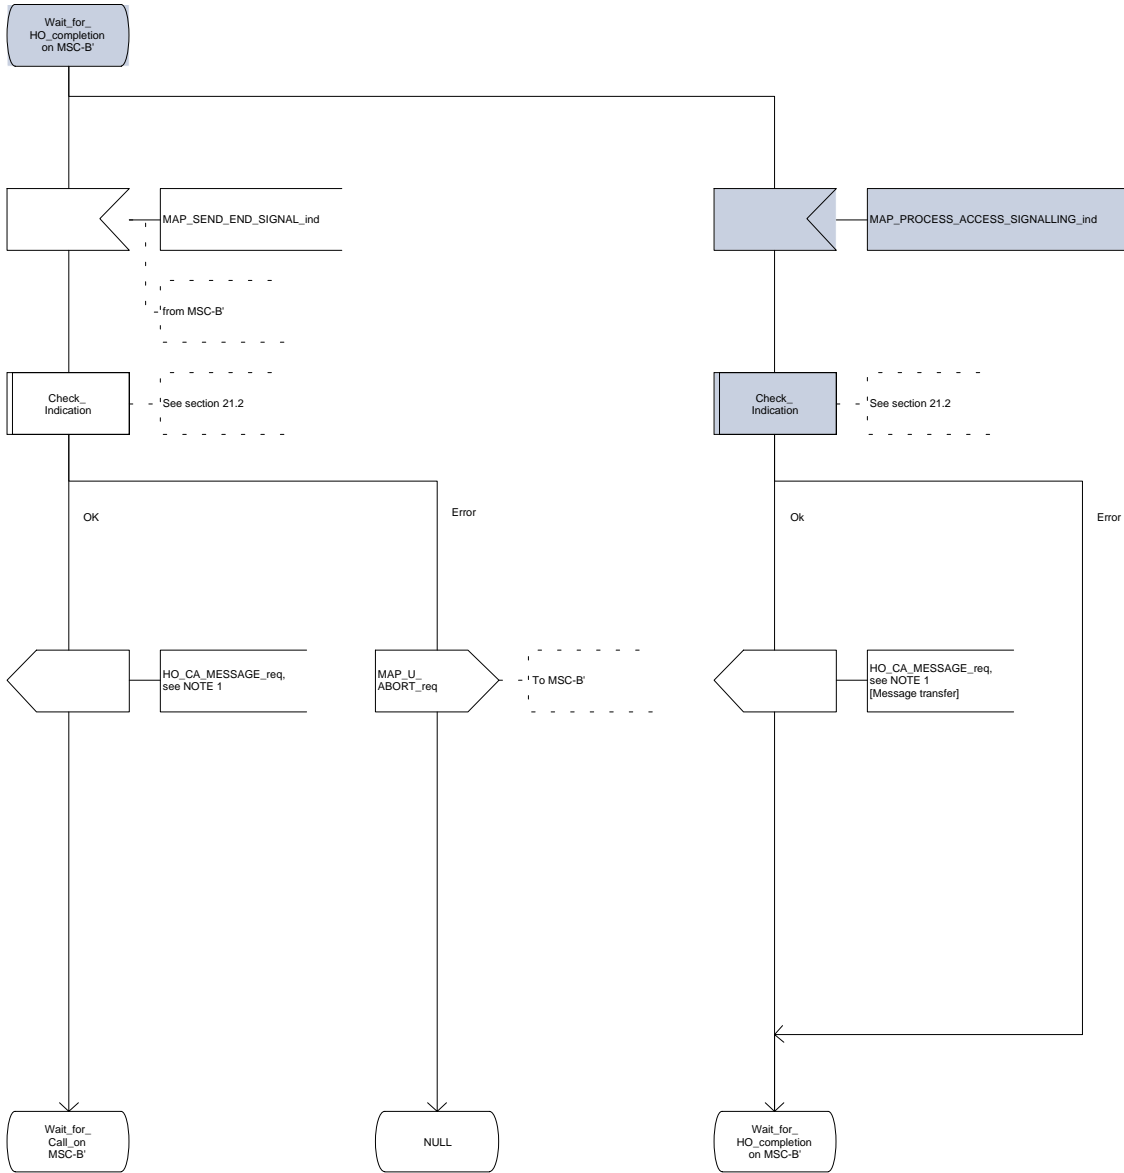 Wait_for_
HO_completion
on MSC-B'
MAP_SEND_END_SIGNAL_ind
MAP_PROCESS_ACCESS_SIGNALLING_ind
from MSC-B'
Check_
Indication
See section 21.2
Check_
Indication
See section 21.2
OK
Error
Ok
Error
HO_CA_MESSAGE_req,
see NOTE 1
MAP_U_
ABORT_req
To MSC-B'
HO_CA_MESSAGE_req,
see NOTE 1
[Message transfer]
Wait_for_
Call_on
MSC-B'
NULL
Wait_for_
HO_completion
on MSC-B'